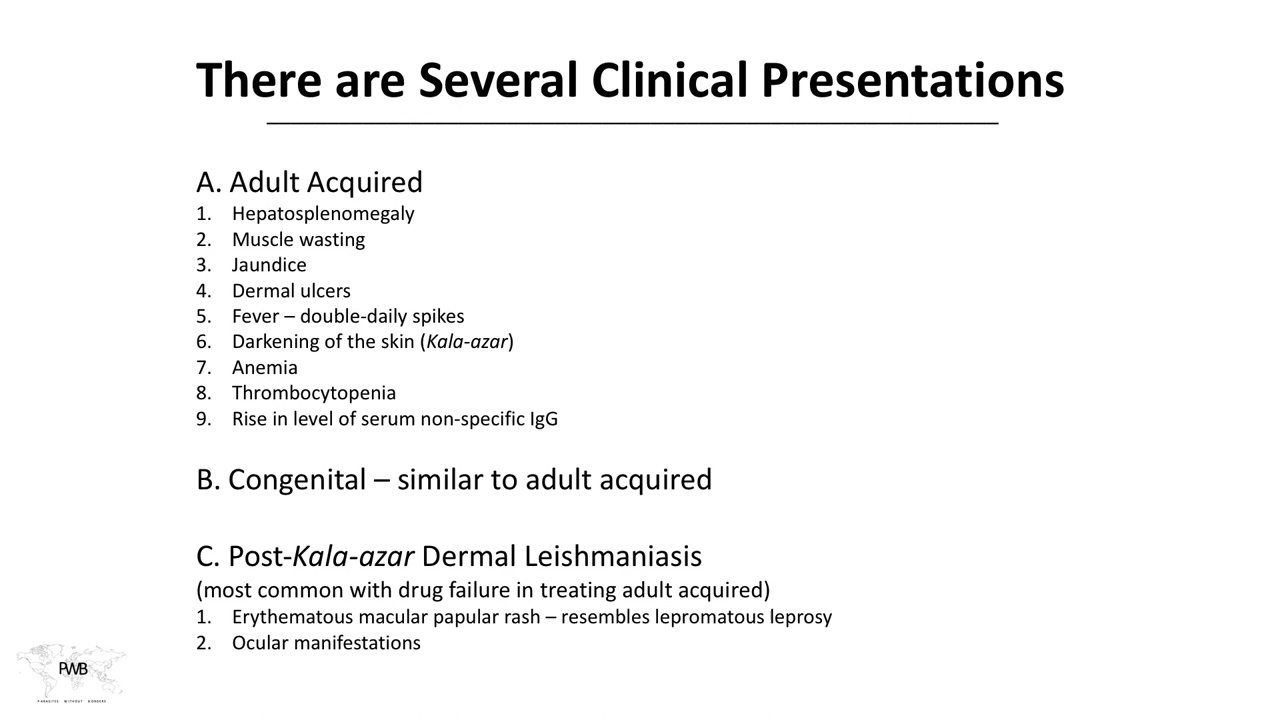 There are Several Clinical Presentations
A. Adult Acquired
1. Hepatosplenomegaly
2. Muscle wasting
3. Jaundice
4. Dermal ulcers
5. Fever – double-daily spikes
6. Darkening of the skin (Kala-azar)
7. Anemia
8. Thrombocytopenia
9. Rise in level of serum non-specific IgG
B. Congenital – similar to adult acquired
C. Post-Kala-azar Dermal Leishmaniasis
(most common with drug failure in treating adult acquired)
1. Erythematous macular papular rash – resembles lepromatous leprosy
2. Ocular manifestations
PWB
PARASITES WITHOUT BORDERS